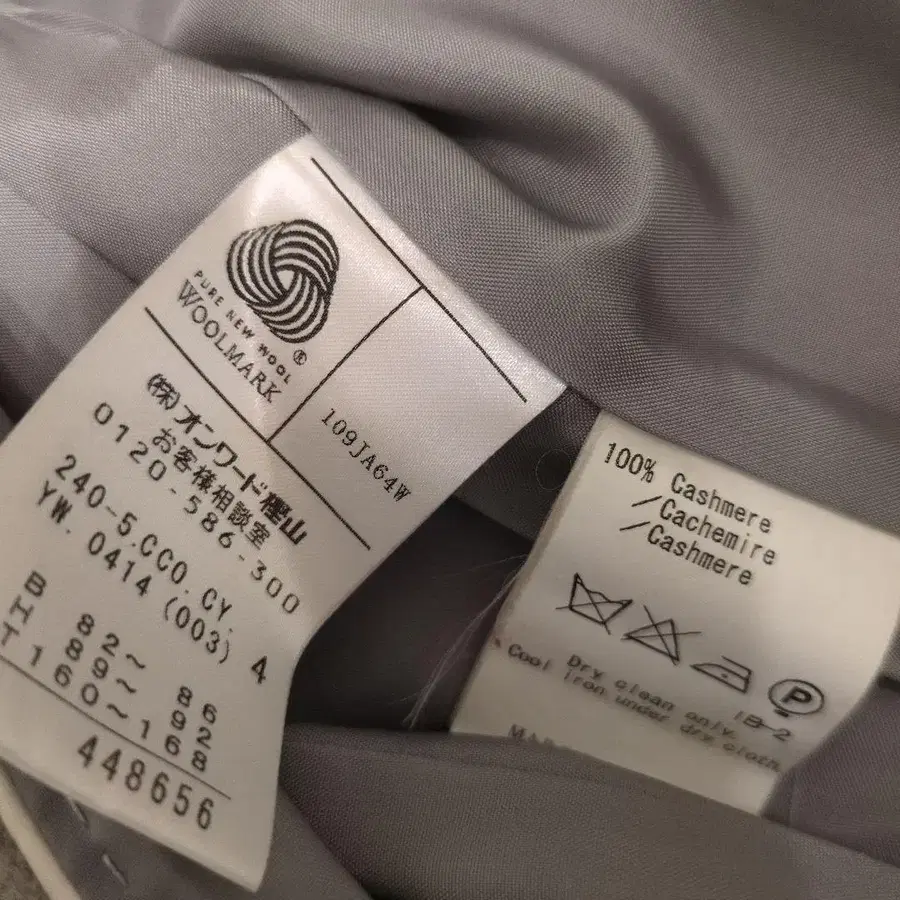 PURE NEW WOOL
WOOLMARK
®
109JA64W
(株)オンワード樫山
お客様相談室
0120-586-300
240-5.CC0.CY.
YW.0414(003) 4
B 82~ 86
H 89~ 92
T 160~168
448656
100% Cashmere
/Cachemire
/Cashmere
P
Dry clean only.
Cool iron under dry cloth.